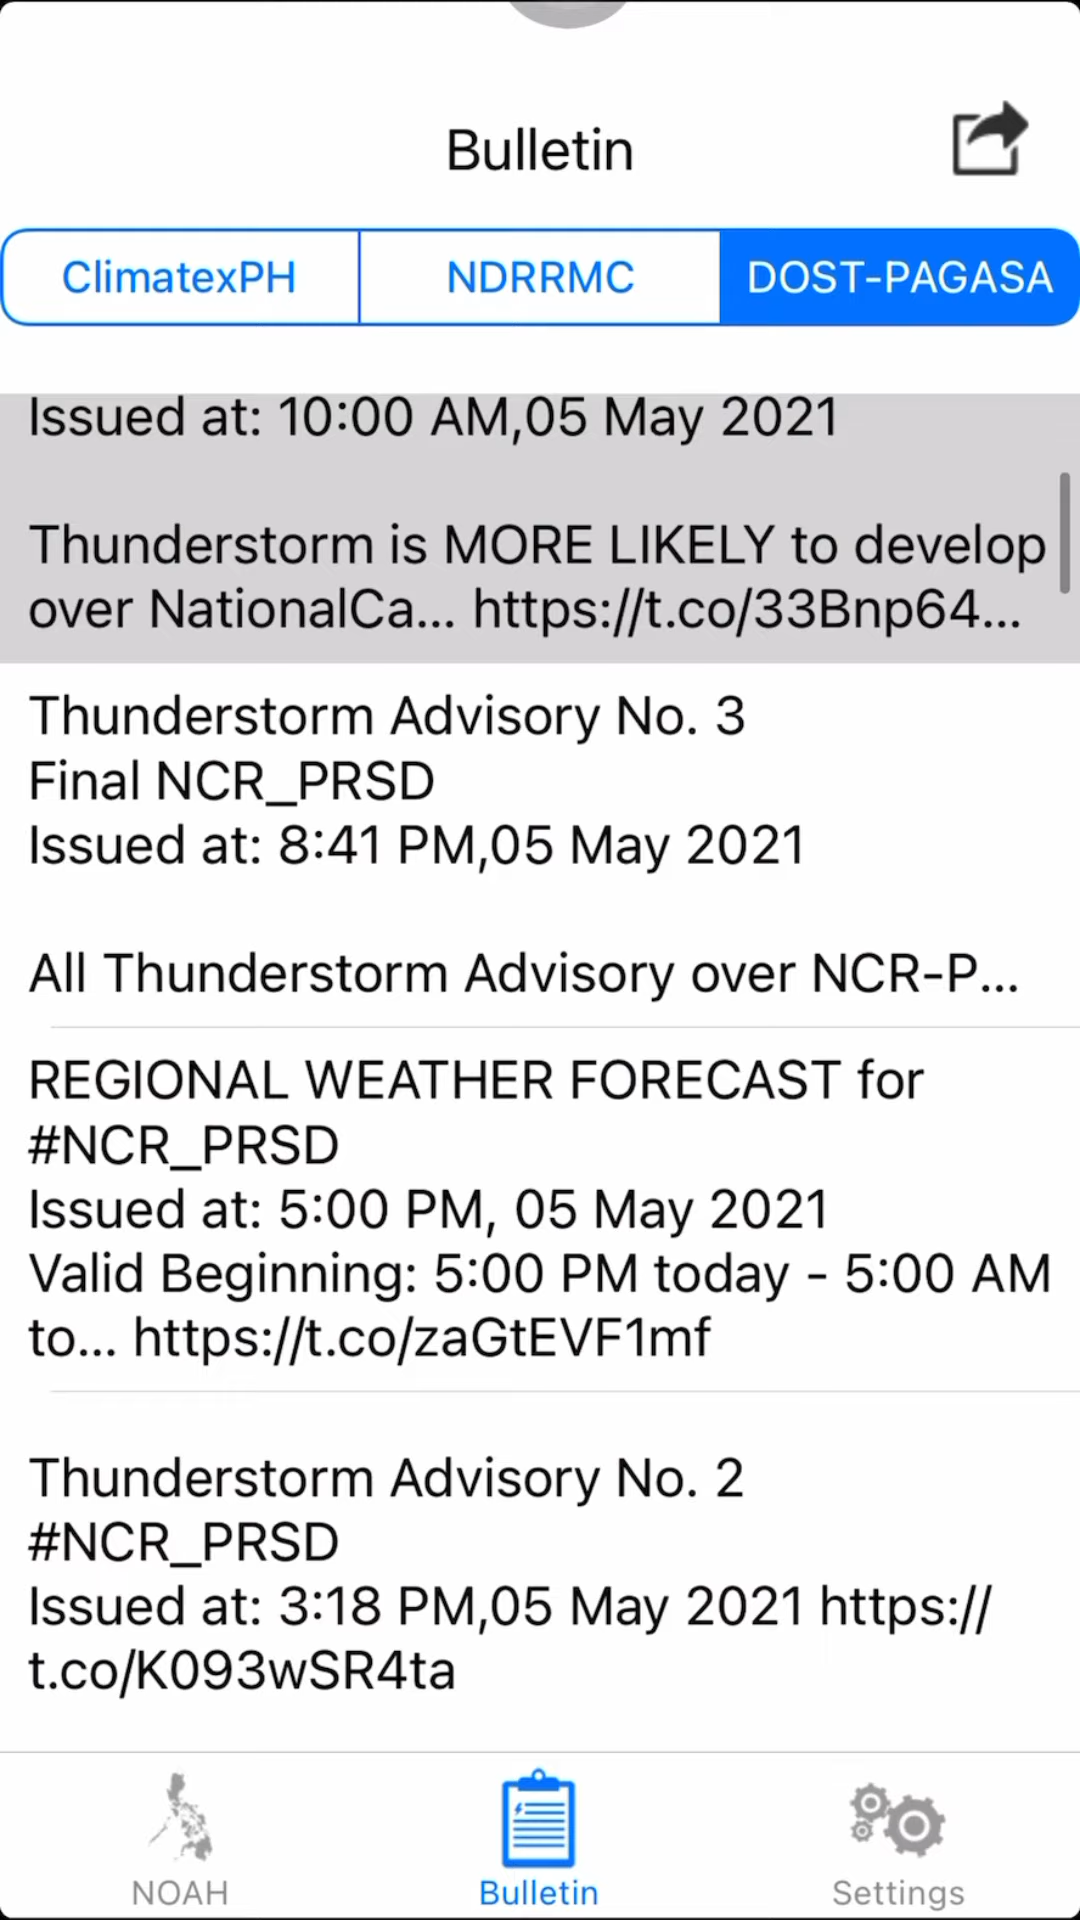 Bulletin
ClimatexPH
NDRRMC
DOST-PAGASA
Issued at: 10:00 AM,05 May 2021
Thunderstorm is MORE LIKELY to develop
over NationalCa... https://t.co/33Bnp64...
Thunderstorm Advisory No. 3
Final NCR_PRSD
Issued at: 8:41 PM,05 May 2021
All Thunderstorm Advisory over NCR-P...
REGIONAL WEATHER FORECAST for
#NCR_PRSD
Issued at: 5:00 PM, 05 May 2021
Valid Beginning: 5:00 PM today - 5:00 AM
to... https://t.co/zaGtEVF1mf
Thunderstorm Advisory No. 2
#NCR_PRSD
Issued at: 3:18 PM,05 May 2021 https://
t.co/K093wSR4ta
NOAH
Bulletin
Settings